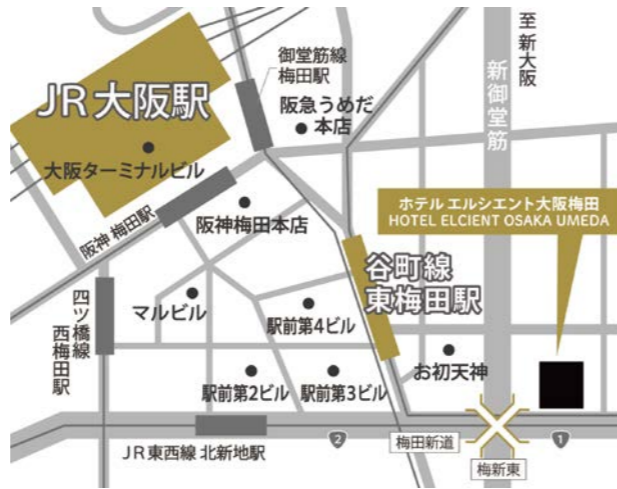 至 新大阪
御堂筋線
梅田駅
新御堂筋
JR 大阪駅
阪急うめだ
本店
大阪ターミナルビル
ホテル エルシエント大阪梅田
HOTEL ELCIENT OSAKA UMEDA
阪神 梅田駅
阪神梅田本店
谷町線
東梅田駅
四ツ橋線
西梅田駅
マルビル
駅前第4ビル
お初天神
駅前第2ビル
駅前第3ビル
JR東西線 北新地駅
2
梅田新道
1
梅新東